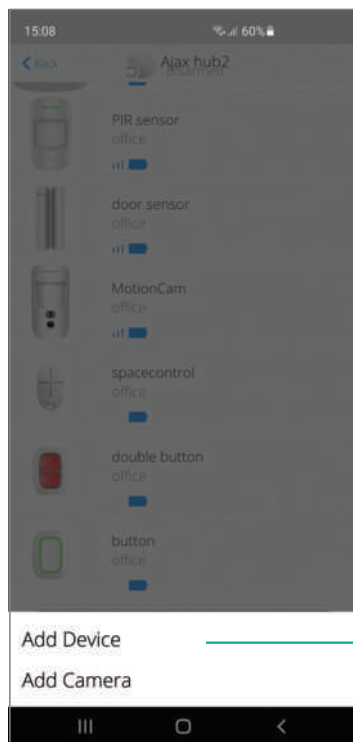 15:08 60%
Back Ajax hub2
Disarmed
PIR sensor
office
door sensor
office
MotionCam
office
spacecontrol
office
double button
office
button
office
Add Device
Add Camera